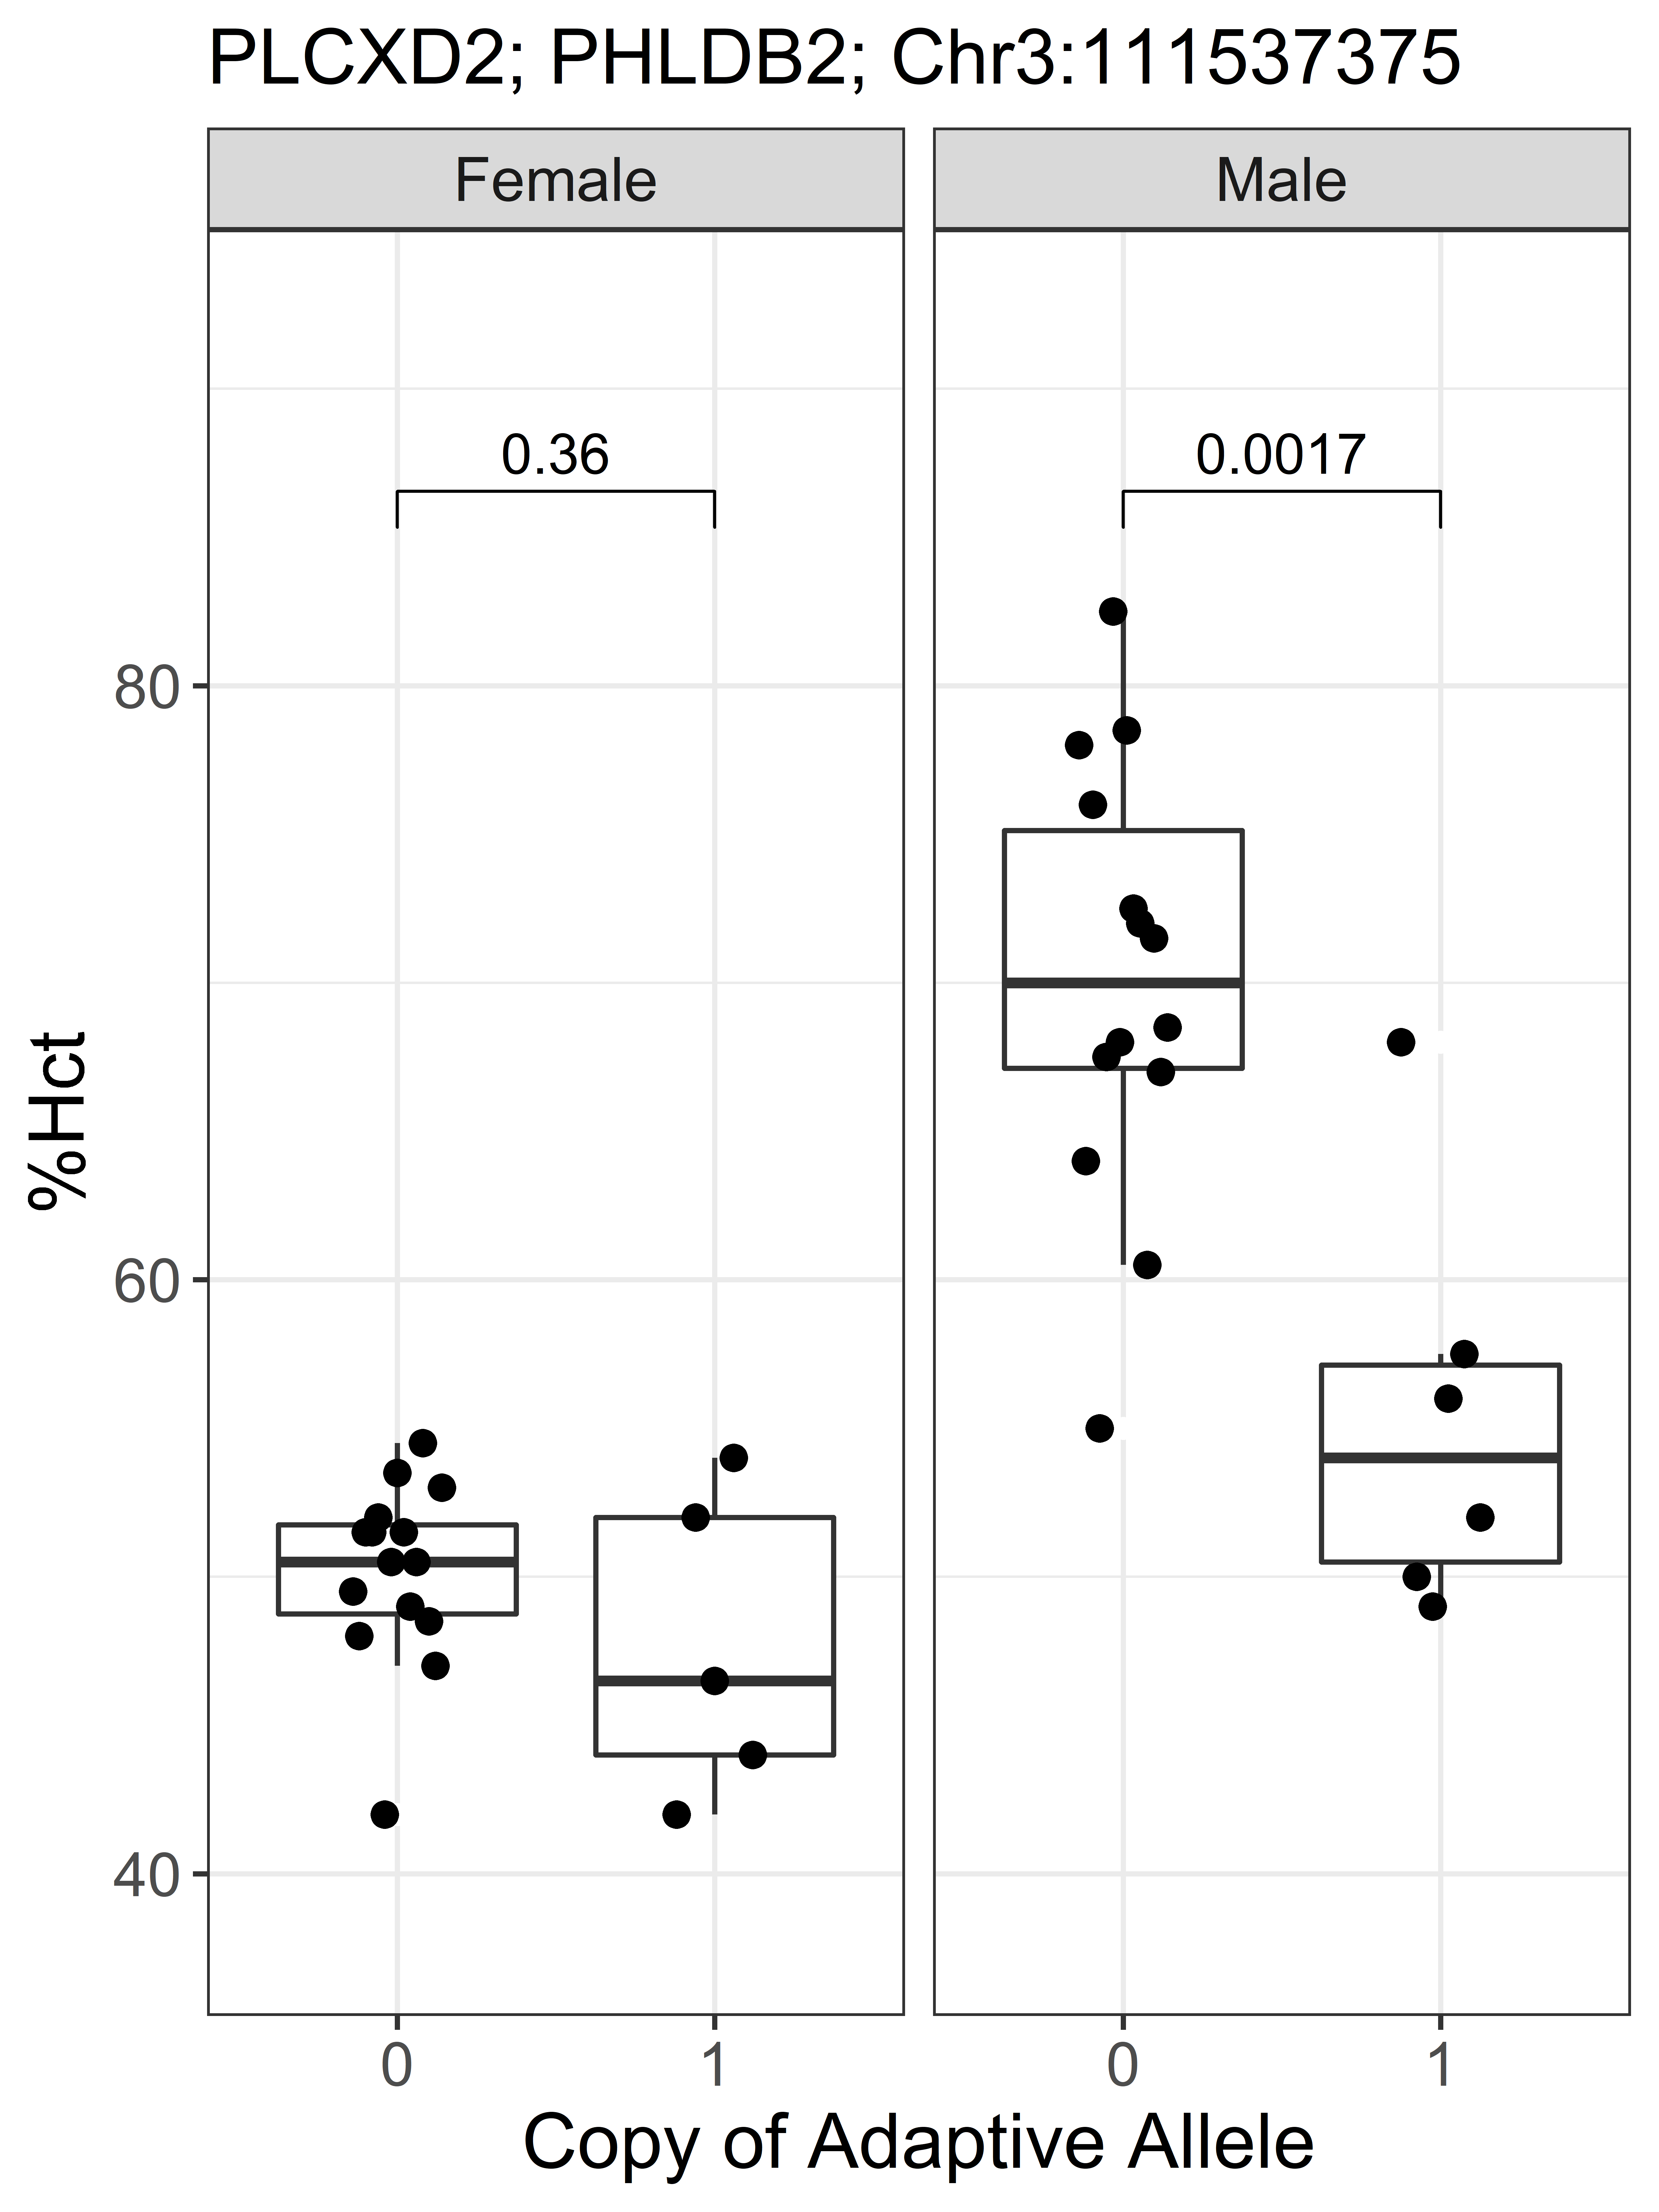 PLCXD2; PHLDB2; Chr3:111537375
Female
Male
0.36
0.0017
80
60
40
%Hct
0
1
0
1
Copy of Adaptive Allele